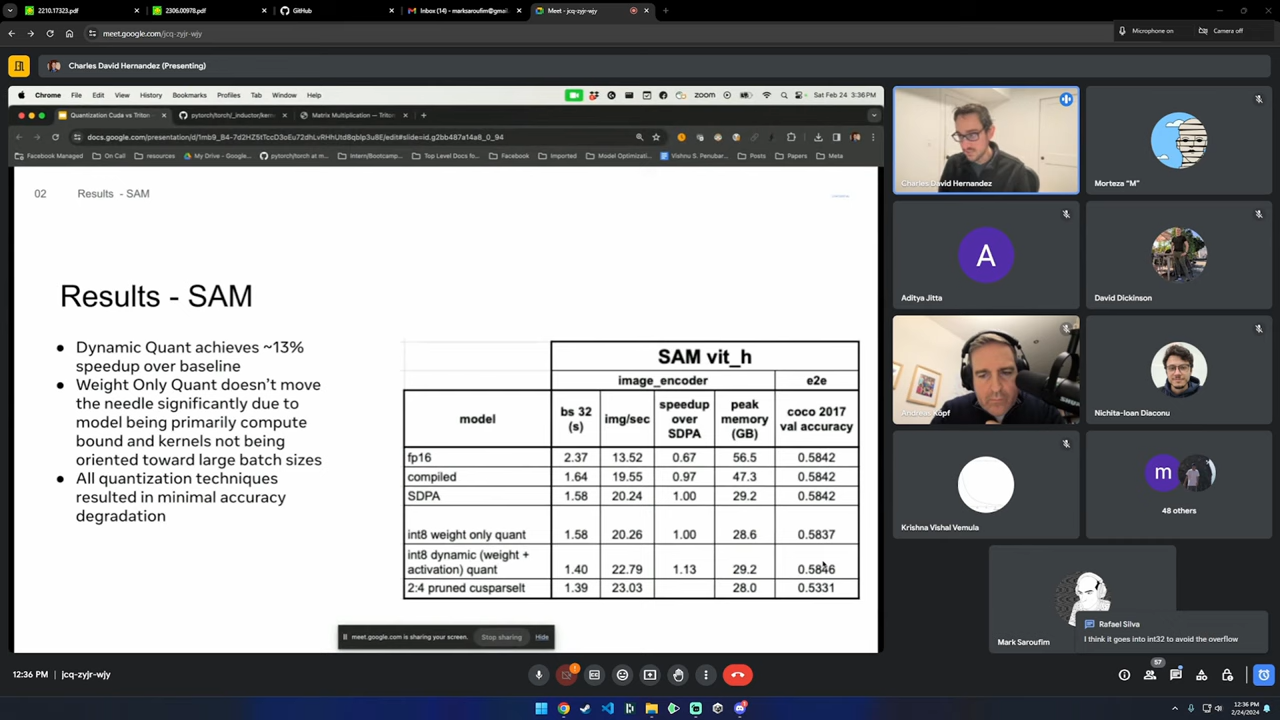 2210.17323.pdf
2306.00978.pdf
GitHub
Inbox (14) - marksaroufim@gmail.
Meet - jcq-zyjr-wjy
meet.google.com/jcq-zyjr-wjy
Microphone on
Camera off
Charles David Hernandez (Presenting)
Chrome File Edit View History Bookmarks Profiles Tab Window Help
zoom
Sat Feb 24 3:36 PM
Quantization Cuda vs Triton
pytorch/torch/_inductor/kern
Matrix Multiplication — Triton
Facebook Managed
On Call
resources
My Drive - Google...
pytorch/torch at m...
Intern/Bootcamp...
Top Level Docs fo...
Facebook
Imported
Model Optimizati...
Vishnu S. Penubar...
Posts
Papers
Meta
02 Results - SAM
Results - SAM
● Dynamic Quant achieves ~13%
speedup over baseline
● Weight Only Quant doesn't move
the needle significantly due to
model being primarily compute
bound and kernels not being
oriented toward large batch sizes
● All quantization techniques
resulted in minimal accuracy
degradation
SAM vit_h
image_encoder e2e
model bs 32 (s) img/sec speedup over SDPA peak memory (GB) coco 2017 val accuracy
fp16 2.37 13.52 0.67 56.5 0.5842
compiled 1.64 19.55 0.97 47.3 0.5842
SDPA 1.58 20.24 1.00 29.2 0.5842
int8 weight only quant 1.58 20.26 1.00 28.6 0.5837
int8 dynamic (weight +
activation) quant 1.40 22.79 1.13 29.2 0.5846
2:4 pruned cusparselt 1.39 23.03 28.0 0.5331
meet.google.com is sharing your screen.
Stop sharing
Hide
Charles David Hernandez
Morteza "M"
A
Aditya Jitta
David Dickinson
Andreas Köpf
Nichita-Ioan Diaconu
Krishna Vishal Vemula
m
48 others
Mark Saroufim
Rafael Silva
I think it goes into int32 to avoid the overflow
12:36 PM | jcq-zyjr-wjy
57
12:36 PM
2/24/2024